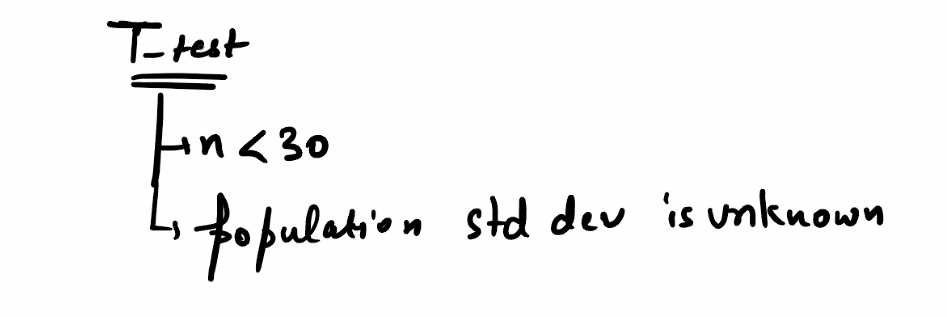 T-test
n < 30
population std dev is unknown